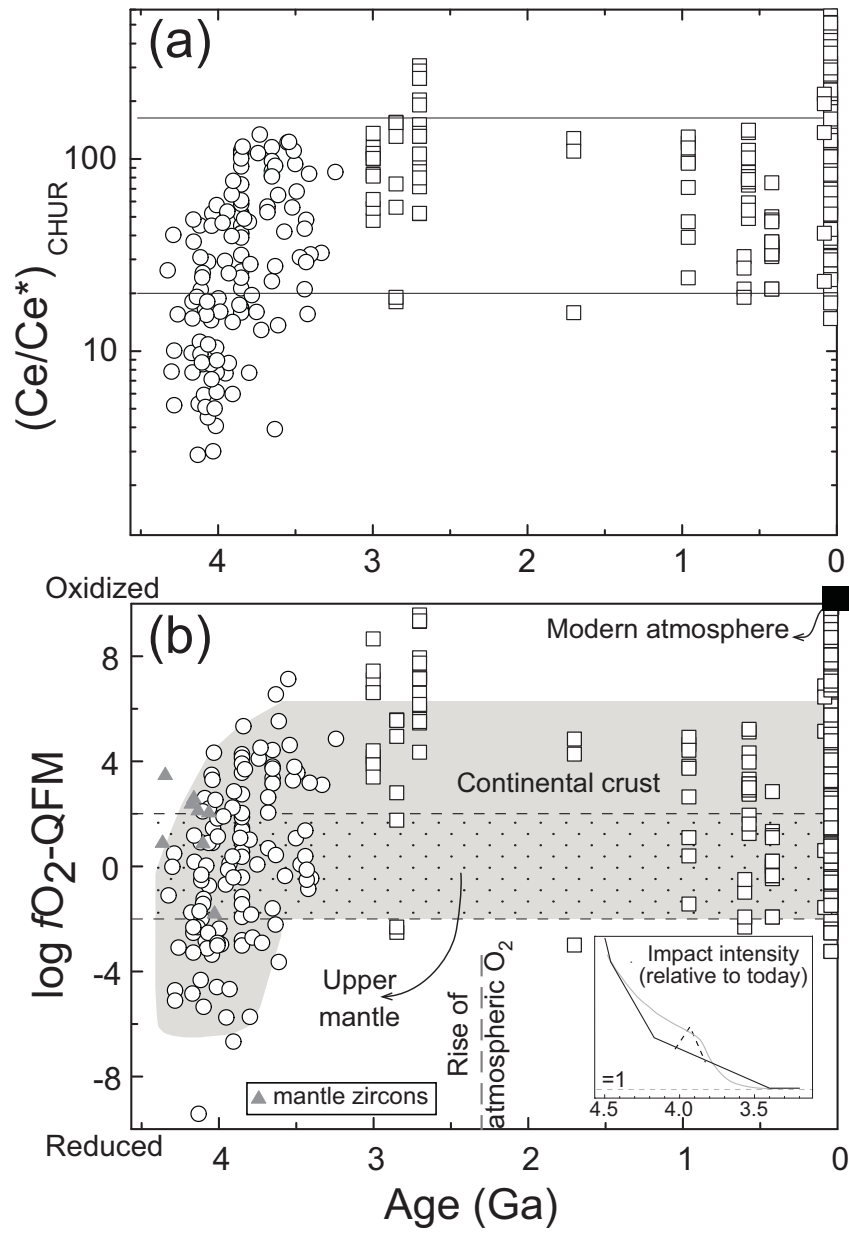 (a)
100
10
(Ce/Ce*)CHUR
4
3
2
1
0
Oxidized
(b)
Modern atmosphere
8
4
0
-4
-8
log fO2-QFM
Continental crust
Upper
mantle
Rise of
atmospheric O2
Impact intensity
(relative to today)
=1
4.5
4.0
3.5
mantle zircons
Reduced
4
3
2
1
0
Age (Ga)